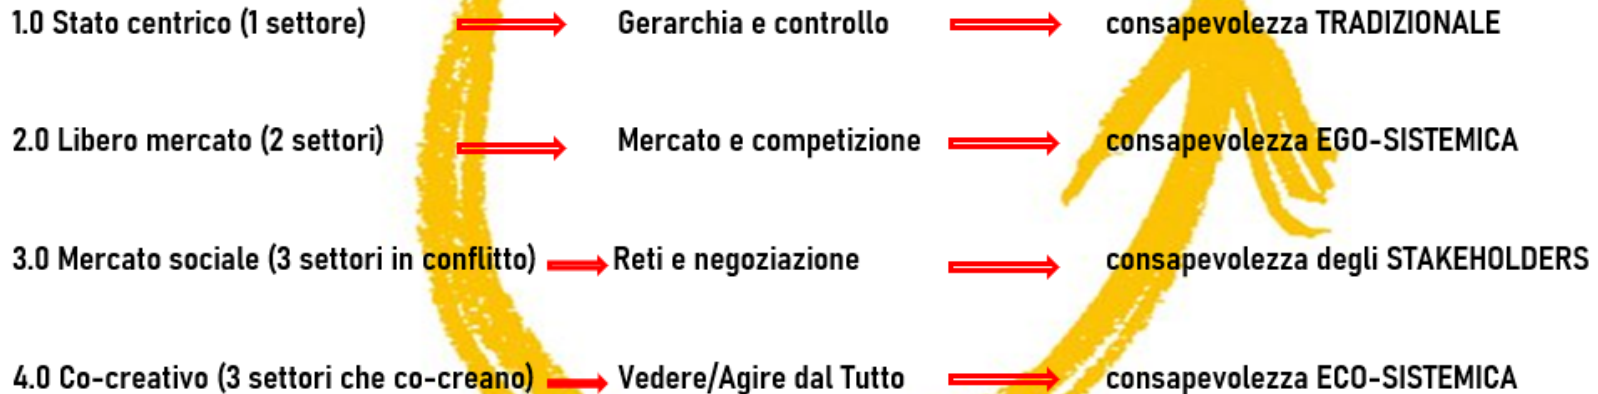 1.0 Stato centrico (1 settore) Gerarchia e controllo consapevolezza TRADIZIONALE
2.0 Libero mercato (2 settori) Mercato e competizione consapevolezza EGO-SISTEMICA
3.0 Mercato sociale (3 settori in conflitto) Reti e negoziazione consapevolezza degli STAKEHOLDERS
4.0 Co-creativo (3 settori che co-creano) Vedere/Agire dal Tutto consapevolezza ECO-SISTEMICA